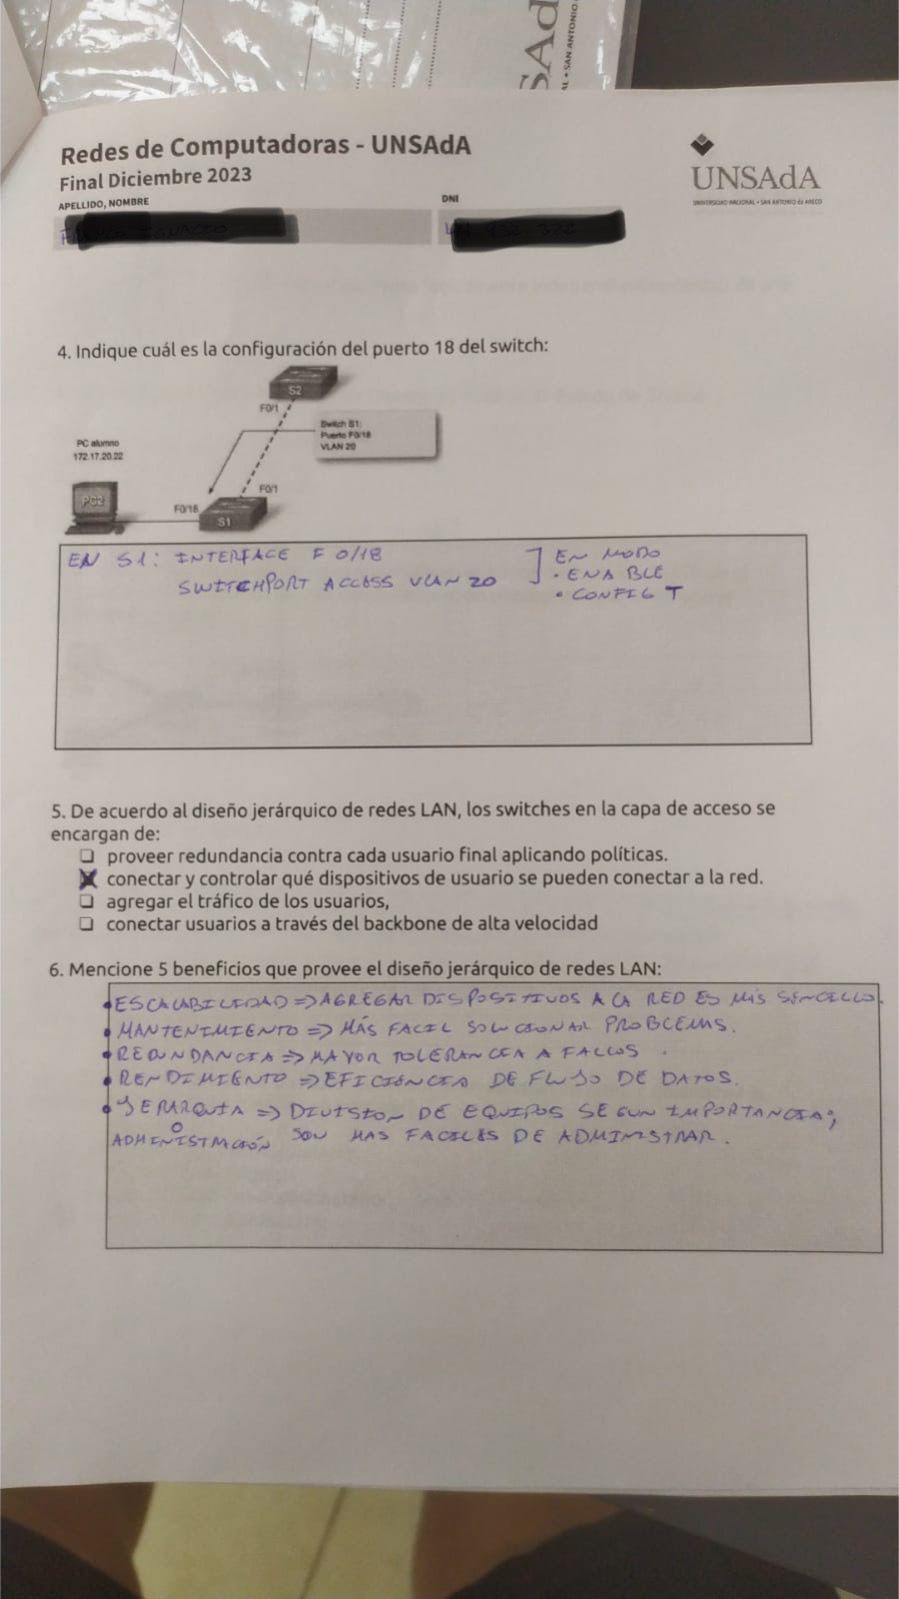 SAd
AL • SAN ANTONIO
Redes de Computadoras - UNSAdA
Final Diciembre 2023
APELLIDO, NOMBRE
DNI
UNSAdA
UNIVERSIDAD NACIONAL • SAN ANTONIO de ARECO
4. Indique cuál es la configuración del puerto 18 del switch:
S2
F0/1
Switch S1:
Puerto F0/18
VLAN 20
PC alumno
172.17.20.22
PC2
F0/18
F0/1
S1
EN S1: INTERFACE F 0/18
SWITCHPORT ACCESS VLAN 20
] EN MODO
• ENABLE
• CONFIG T
5. De acuerdo al diseño jerárquico de redes LAN, los switches en la capa de acceso se
encargan de:
proveer redundancia contra cada usuario final aplicando políticas.
conectar y controlar qué dispositivos de usuario se pueden conectar a la red.
agregar el tráfico de los usuarios,
conectar usuarios a través del backbone de alta velocidad
6. Mencione 5 beneficios que provee el diseño jerárquico de redes LAN:
• ESCALABILIDAD => AGREGAR DISPOSITIVOS A LA RED ES MÁS SENCILLO.
• MANTENIMIENTO => MÁS FACIL SOLUCIONAR PROBLEMAS.
• REDUNDANCIA => MAYOR TOLERANCIA A FALLOS.
• RENDIMIENTO => EFICIENCIA DE FLUJO DE DATOS.
• JERARQUIA => DIVISION DE EQUIPOS SEGUN IMPORTANCIA;
O
ADMINISTRACIÓN SON MAS FACILES DE ADMINISTRAR.